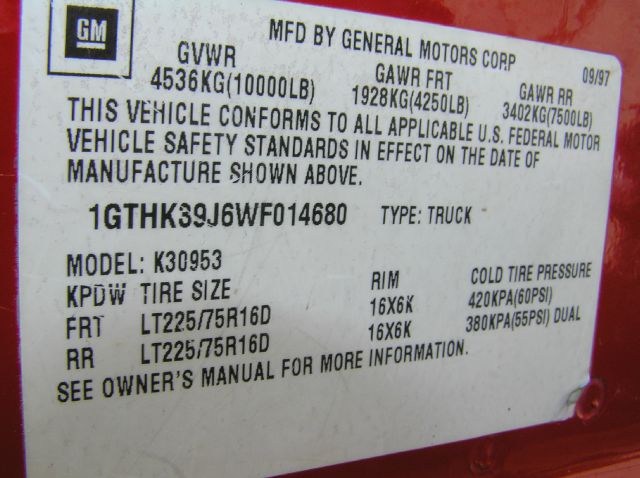 GM
MFD BY GENERAL MOTORS CORP
09/97
GVWR GAWR FRT GAWR RR
4536KG(10000LB) 1928KG(4250LB) 3402KG(7500LB)
THIS VEHICLE CONFORMS TO ALL APPLICABLE U.S. FEDERAL MOTOR
VEHICLE SAFETY STANDARDS IN EFFECT ON THE DATE OF
MANUFACTURE SHOWN ABOVE.
1GTHK39J6WF014680 TYPE: TRUCK
MODEL: K30953
KPDW TIRE SIZE RIM COLD TIRE PRESSURE
FRT LT225/75R16D 16X6K 420KPA(60PSI)
RR LT225/75R16D 16X6K 380KPA(55PSI) DUAL
SEE OWNER'S MANUAL FOR MORE INFORMATION.